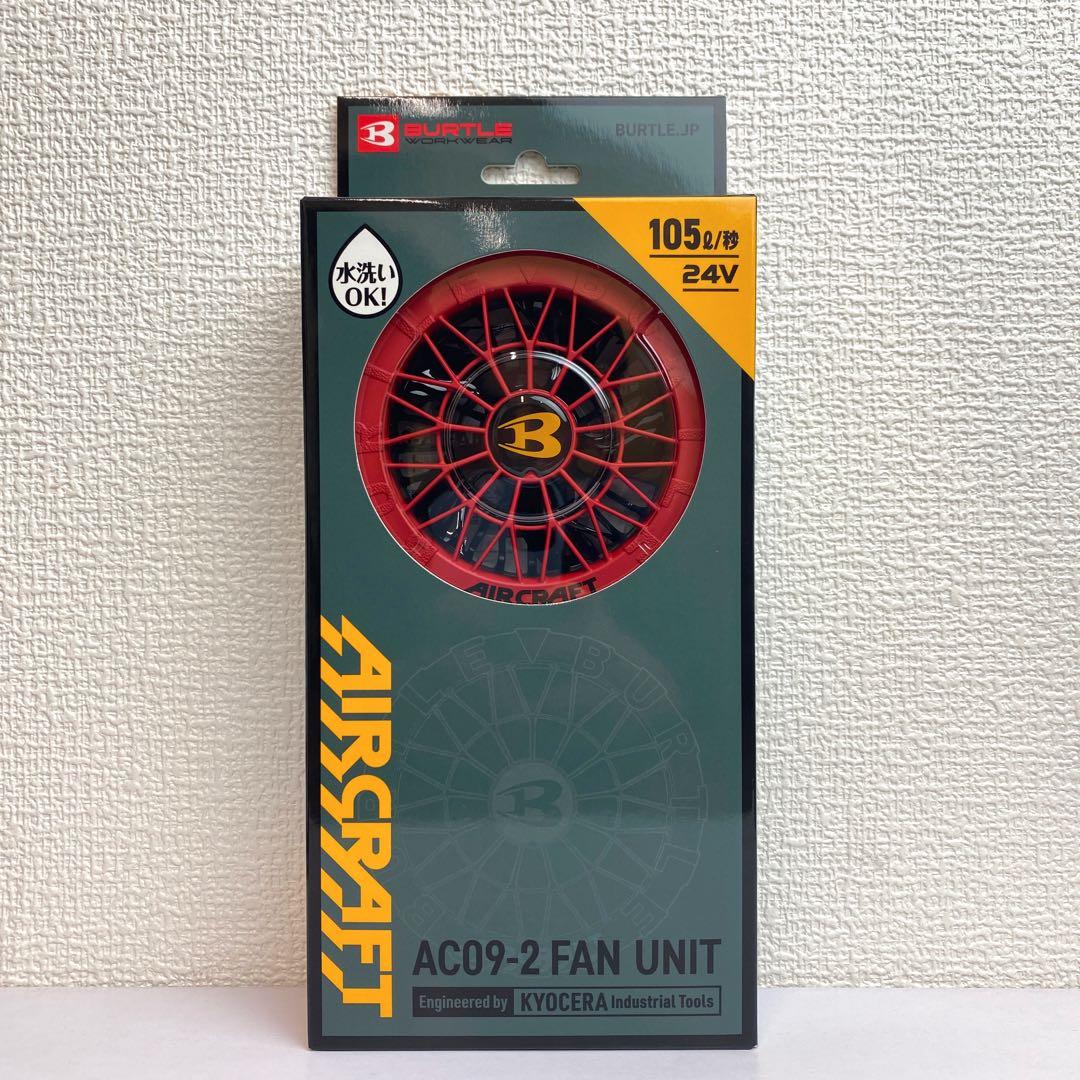 B BURTLE
WORKWEAR
BURTLE.JP
水洗い
OK!
105ℓ/秒
24V
B
AIRCRAFT
AIRCRAFT
B
AC09-2 FAN UNIT
Engineered by KYOCERA Industrial Tools